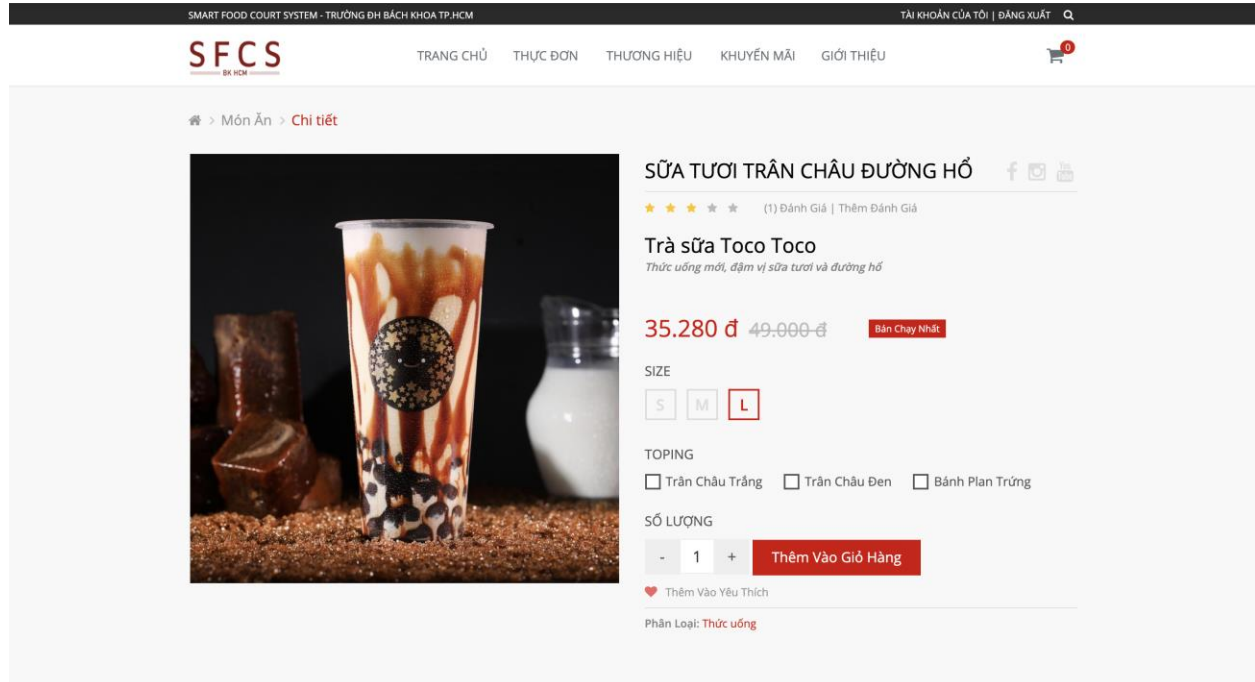 SMART FOOD COURT SYSTEM - TRƯỜNG ĐH BÁCH KHOA TP.HCM
TÀI KHOẢN CỦA TÔI | ĐĂNG XUẤT
SFCS
BK HCM
TRANG CHỦ THỰC ĐƠN THƯƠNG HIỆU KHUYẾN MÃI GIỚI THIỆU
0
> Món Ăn > Chi tiết
SỮA TƯƠI TRÂN CHÂU ĐƯỜNG HỔ
(1) Đánh Giá | Thêm Đánh Giá
Trà sữa Toco Toco
Thức uống mới, đậm vị sữa tươi và đường hổ
35.280 đ 49.000 đ Bán Chạy Nhất
SIZE
S M L
TOPING
Trân Châu Trắng Trân Châu Đen Bánh Plan Trứng
SỐ LƯỢNG
- 1 + Thêm Vào Giỏ Hàng
Thêm Vào Yêu Thích
Phân Loại: Thức uống